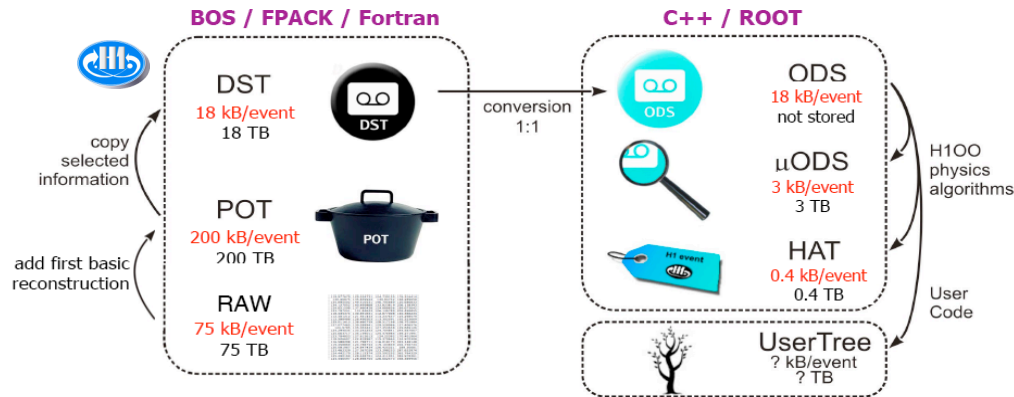 BOS / FPACK / Fortran
H1
DST
18 kB/event
18 TB
DST
copy
selected
information
POT
200 kB/event
200 TB
POT
add first basic
reconstruction
RAW
75 kB/event
75 TB
conversion
1:1
C++ / ROOT
ODS
ODS
18 kB/event
not stored
µODS
3 kB/event
3 TB
H1OO
physics
algorithms
H1 event
H1
HAT
0.4 kB/event
0.4 TB
User
Code
UserTree
? kB/event
? TB